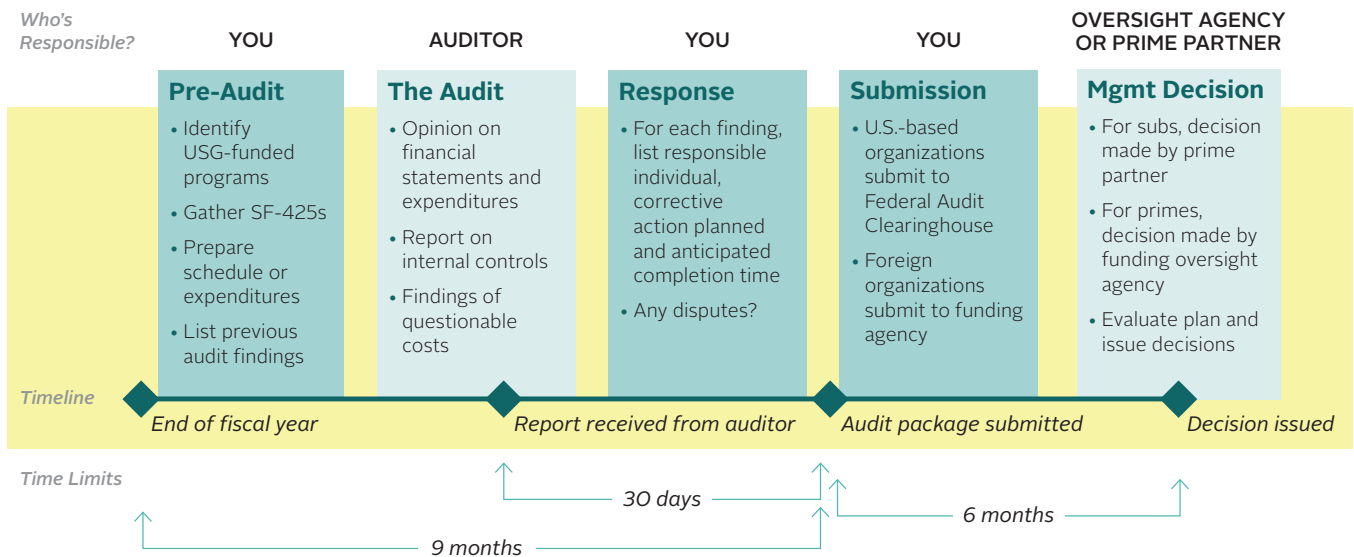 Who's
Responsible?
YOU
AUDITOR
YOU
YOU
OVERSIGHT AGENCY
OR PRIME PARTNER
Pre-Audit
• Identify
USG-funded
programs
• Gather SF-425s
• Prepare
schedule or
expenditures
• List previous
audit findings
The Audit
• Opinion on
financial
statements and
expenditures
• Report on
internal controls
• Findings of
questionable
costs
Response
• For each finding,
list responsible
individual,
corrective
action planned
and anticipated
completion time
• Any disputes?
Submission
• U.S.-based
organizations
submit to
Federal Audit
Clearinghouse
• Foreign
organizations
submit to funding
agency
Mgmt Decision
• For subs, decision
made by prime
partner
• For primes,
decision made by
funding oversight
agency
• Evaluate plan and
issue decisions
Timeline
End of fiscal year
Report received from auditor
Audit package submitted
Decision issued
Time Limits
30 days
6 months
9 months